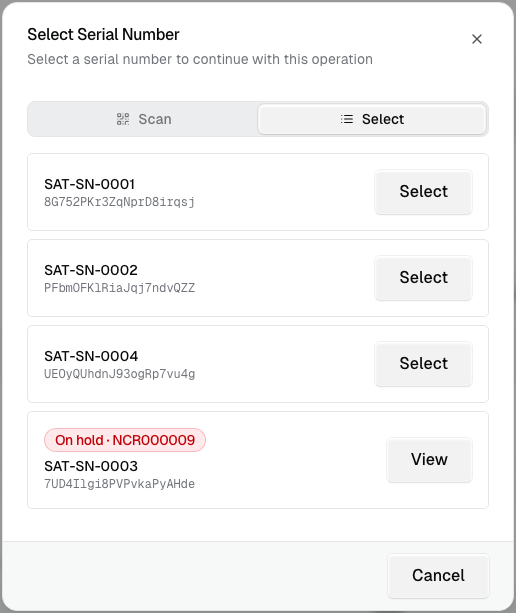 Select Serial Number
Select a serial number to continue with this operation
Scan
Select
SAT-SN-0001
8G752PKr3ZqNprD8irqsj
Select
SAT-SN-0002
PFbmOFKlRiaJqj7ndvQZZ
Select
SAT-SN-0004
UEOyQUhdnJ93ogRp7vu4g
Select
On hold · NCR000009
SAT-SN-0003
7UD4Ilgi8PVPvkaPyAHde
View
Cancel